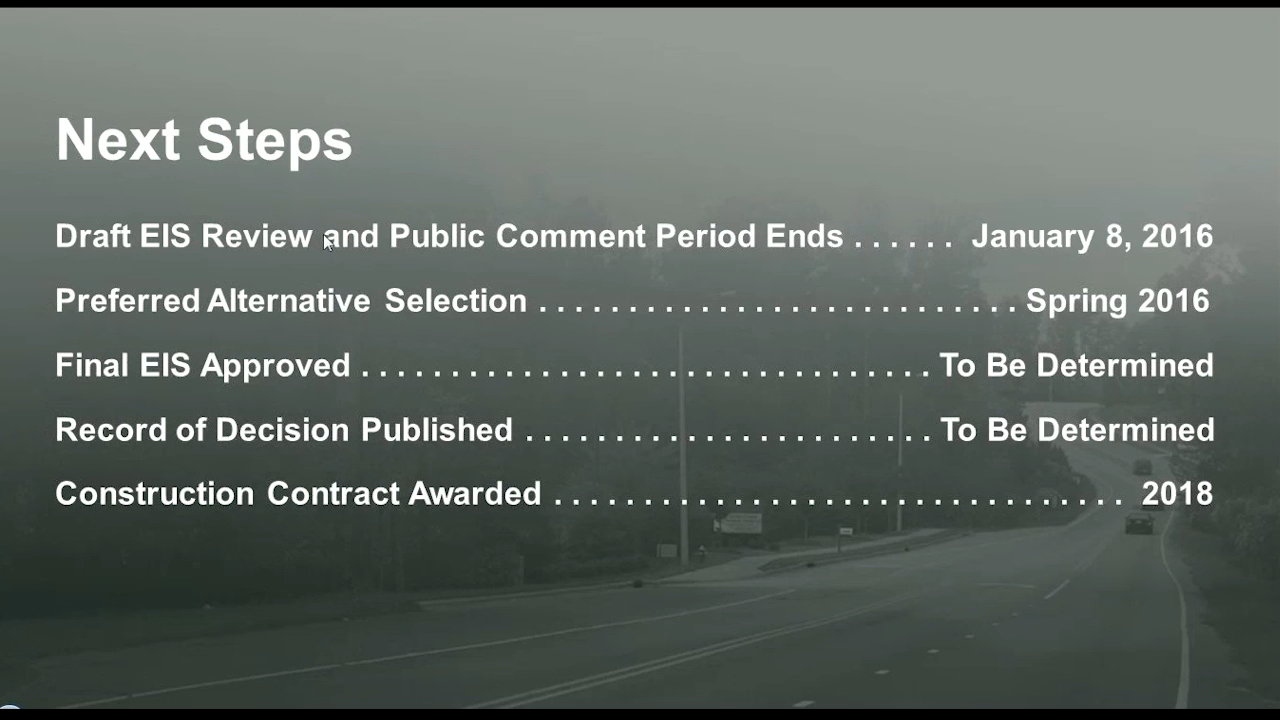 Next Steps
Draft EIS Review and Public Comment Period Ends . . . . . . January 8, 2016
Preferred Alternative Selection . . . . . . . . . . . . . . . . . . . . . . . . . . . Spring 2016
Final EIS Approved . . . . . . . . . . . . . . . . . . . . . . . . . . . . . . . . To Be Determined
Record of Decision Published . . . . . . . . . . . . . . . . . . . . . . . To Be Determined
Construction Contract Awarded . . . . . . . . . . . . . . . . . . . . . . . . . . . . . . . . 2018